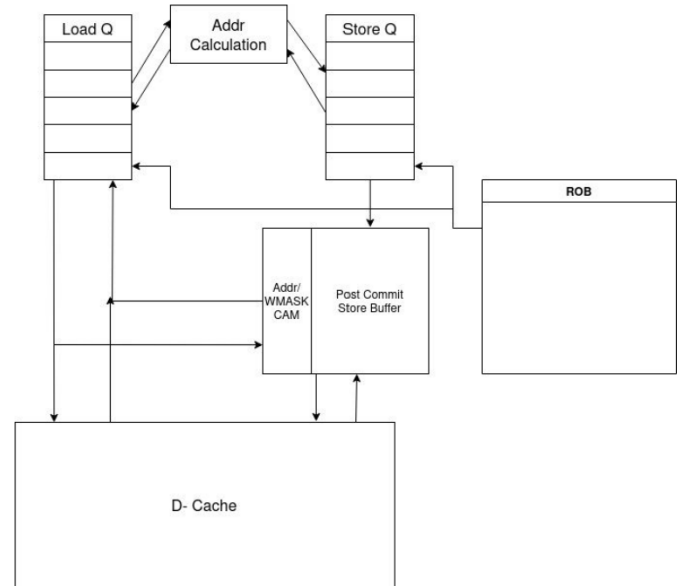 Load Q
Addr
Calculation
Store Q
ROB
Addr/
WMASK
CAM
Post Commit
Store Buffer
D- Cache